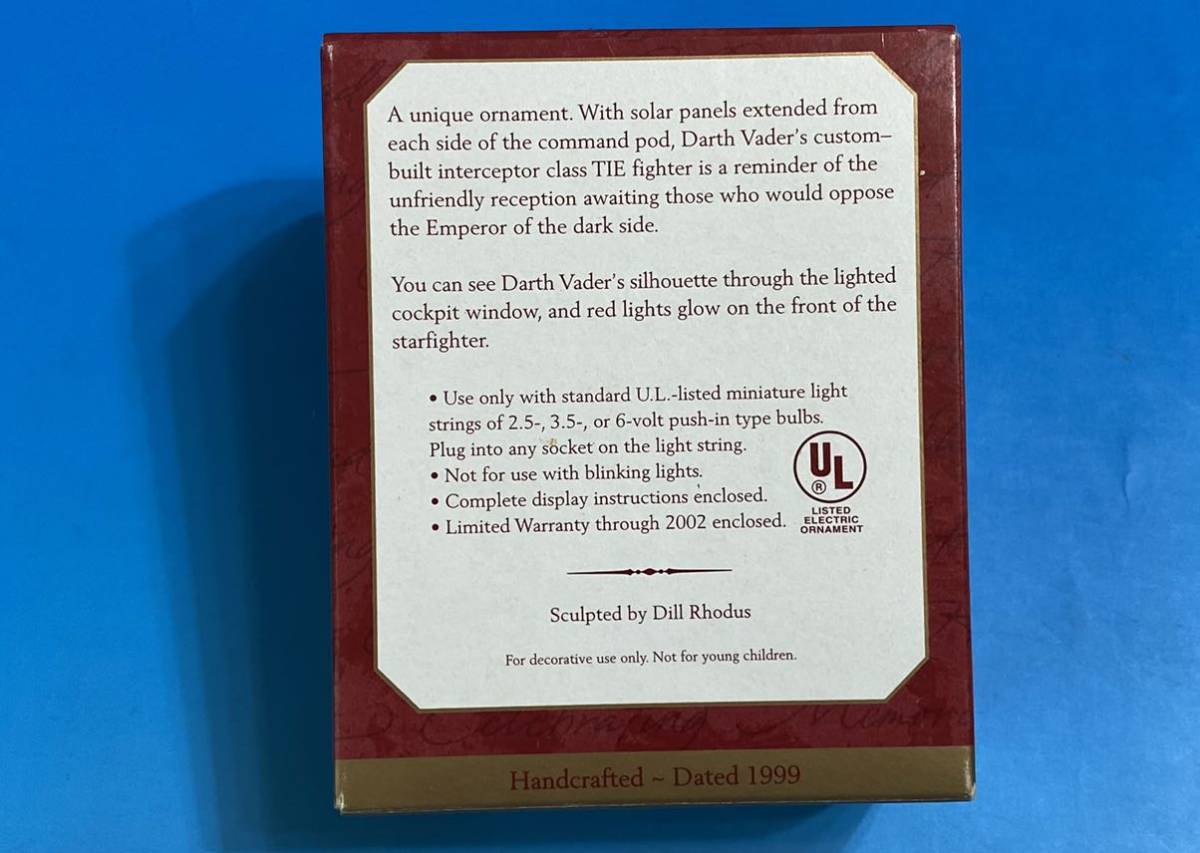 A unique ornament. With solar panels extended from
each side of the command pod, Darth Vader's custom–
built interceptor class TIE fighter is a reminder of the
unfriendly reception awaiting those who would oppose
the Emperor of the dark side.
You can see Darth Vader's silhouette through the lighted
cockpit window, and red lights glow on the front of the
starfighter.
• Use only with standard U.L.-listed miniature light
strings of 2.5-, 3.5-, or 6-volt push-in type bulbs.
Plug into any socket on the light string.
• Not for use with blinking lights.
• Complete display instructions enclosed.
• Limited Warranty through 2002 enclosed.
UL
®
LISTED
ELECTRIC
ORNAMENT
Sculpted by Dill Rhodus
For decorative use only. Not for young children.
Celebrating
Handcrafted ~ Dated 1999